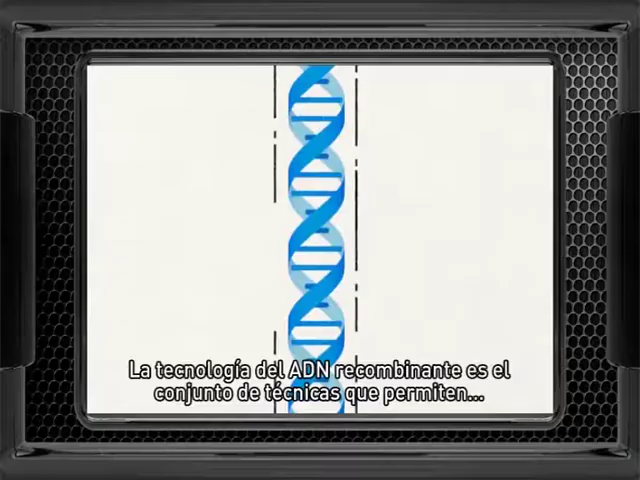 La tecnología del ADN recombinante es el
conjunto de técnicas que permiten...